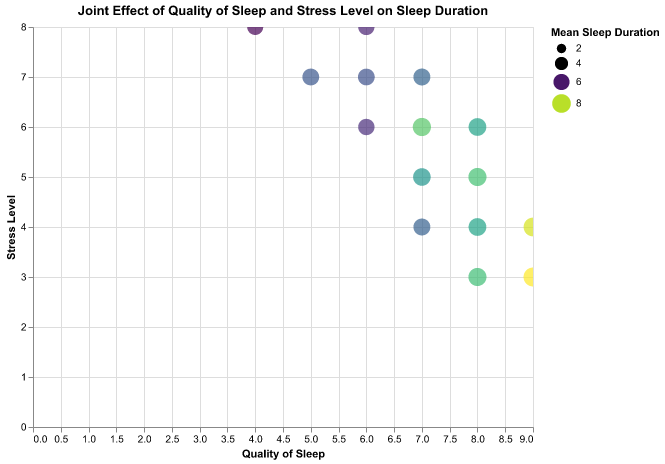 Joint Effect of Quality of Sleep and Stress Level on Sleep Duration
Mean Sleep Duration
2
4
6
8
Stress Level
8
7
6
5
4
3
2
1
0
0.0 0.5 1.0 1.5 2.0 2.5 3.0 3.5 4.0 4.5 5.0 5.5 6.0 6.5 7.0 7.5 8.0 8.5 9.0
Quality of Sleep